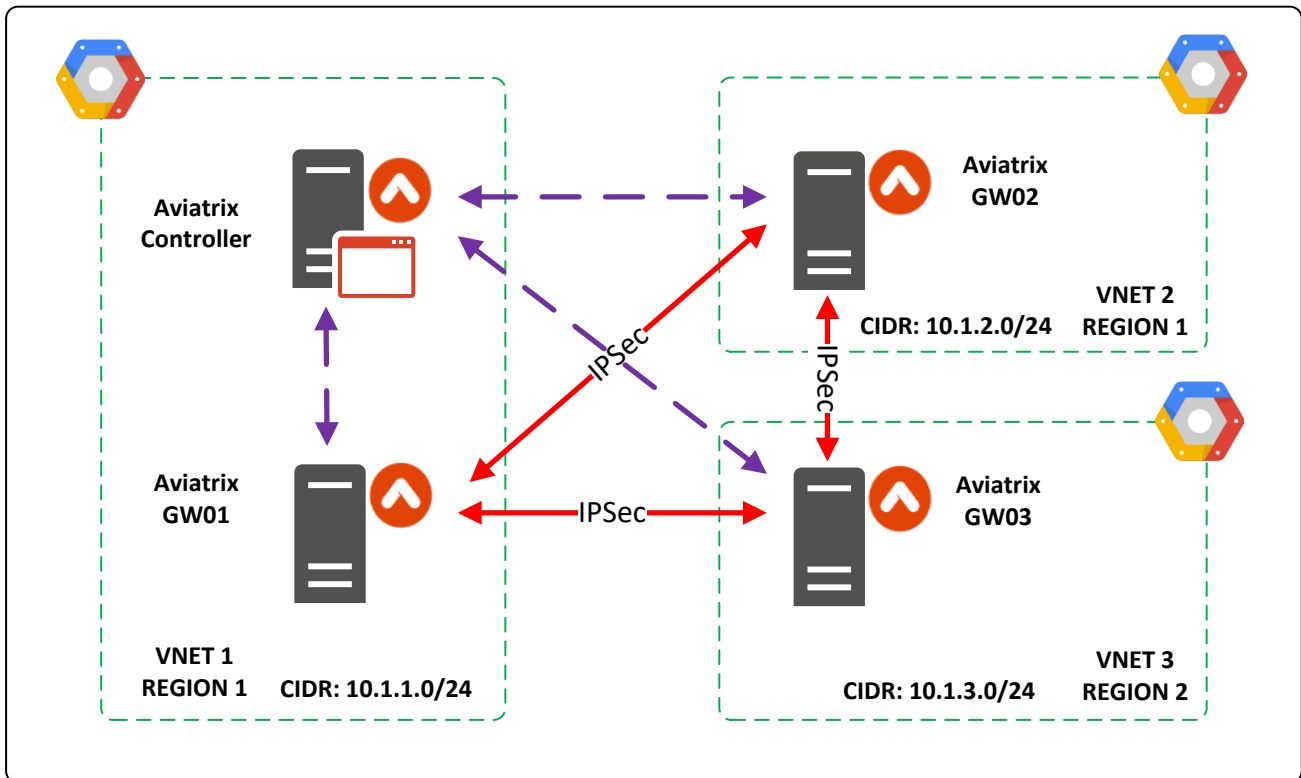 Aviatrix
Controller
Aviatrix
GW02
VNET 2
REGION 1
CIDR: 10.1.2.0/24
IPSec
IPSec
Aviatrix
GW01
IPSec
Aviatrix
GW03
VNET 1
REGION 1
CIDR: 10.1.1.0/24
CIDR: 10.1.3.0/24
VNET 3
REGION 2